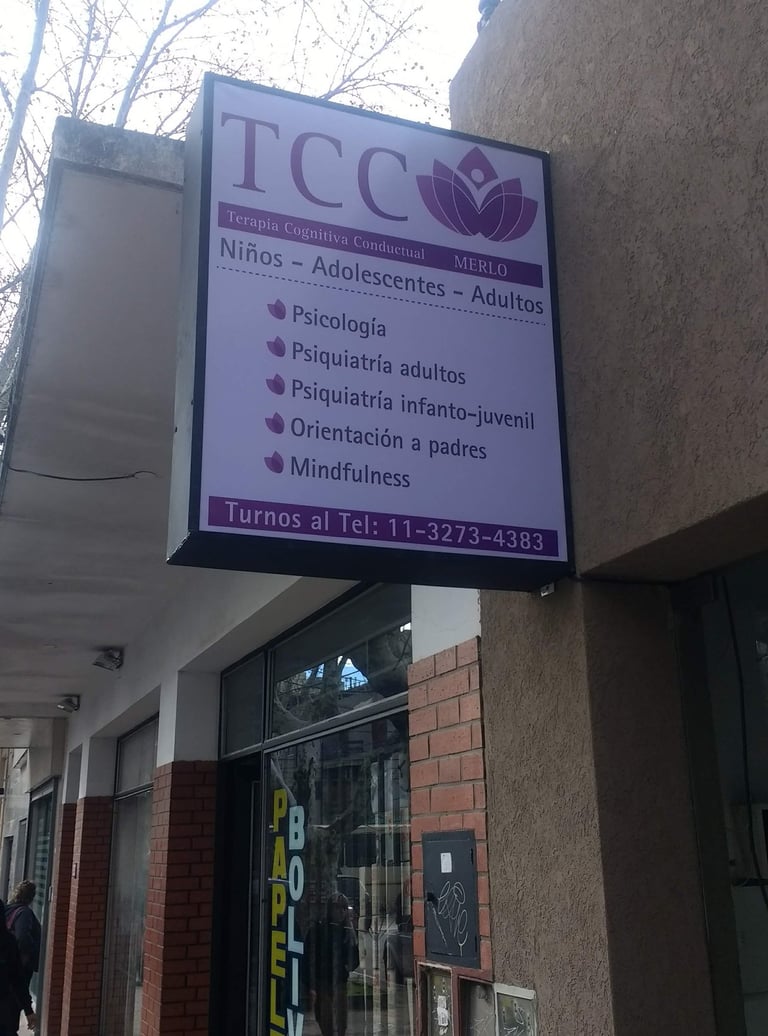 TCC
Terapia Cognitiva Conductual MERLO
Niños - Adolescentes - Adultos
Psicología
Psiquiatría adultos
Psiquiatría infanto-juvenil
Orientación a padres
Mindfulness
Turnos al Tel: 11-3273-4383
PAPEL
BOLIV